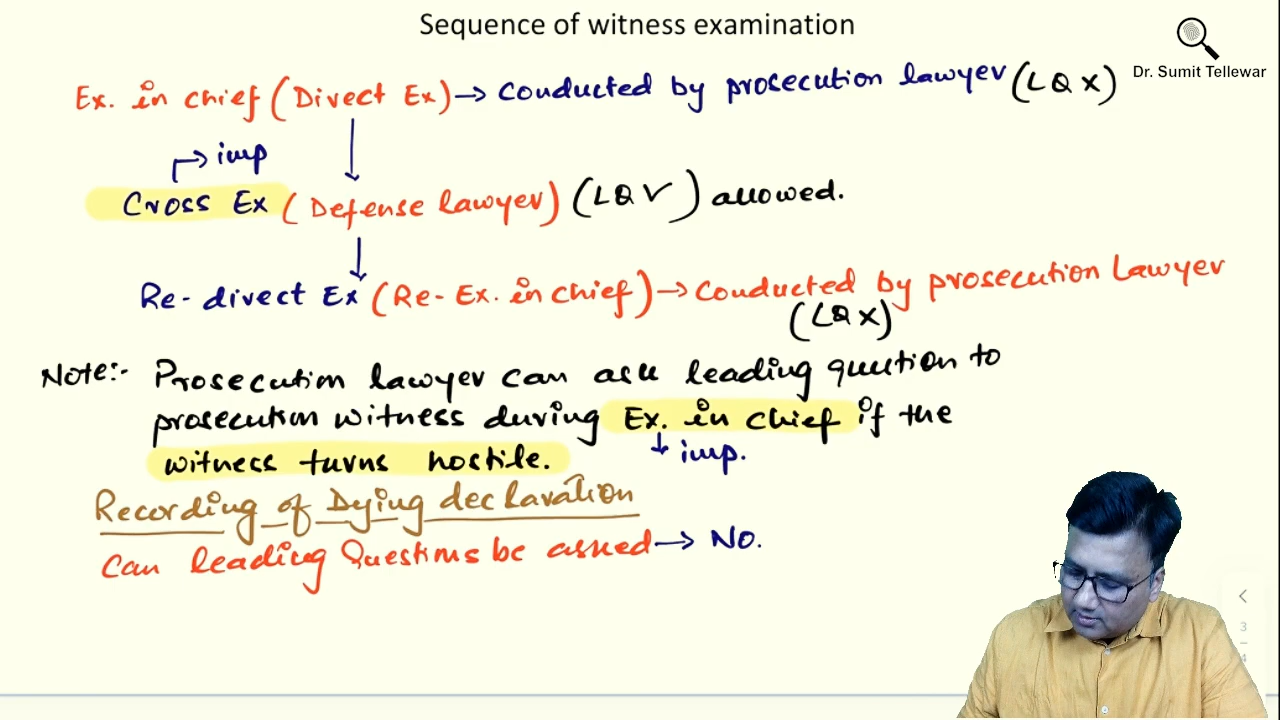 Sequence of witness examination
Dr. Sumit Tellewar
Ex. in chief (Direct Ex) → Conducted by prosecution lawyer (LQ X)
→ imp
Cross Ex (Defense lawyer) (LQ ✓) allowed.
Re-direct Ex (Re-Ex. in chief) → Conducted by prosecution Lawyer
(LQ X)
Note:- Prosecution lawyer can ask leading question to
prosecution witness during Ex. in chief if the
witness turns hostile. ↓ imp.
Recording of Dying declaration
Can leading Questions be asked → No.
3
4